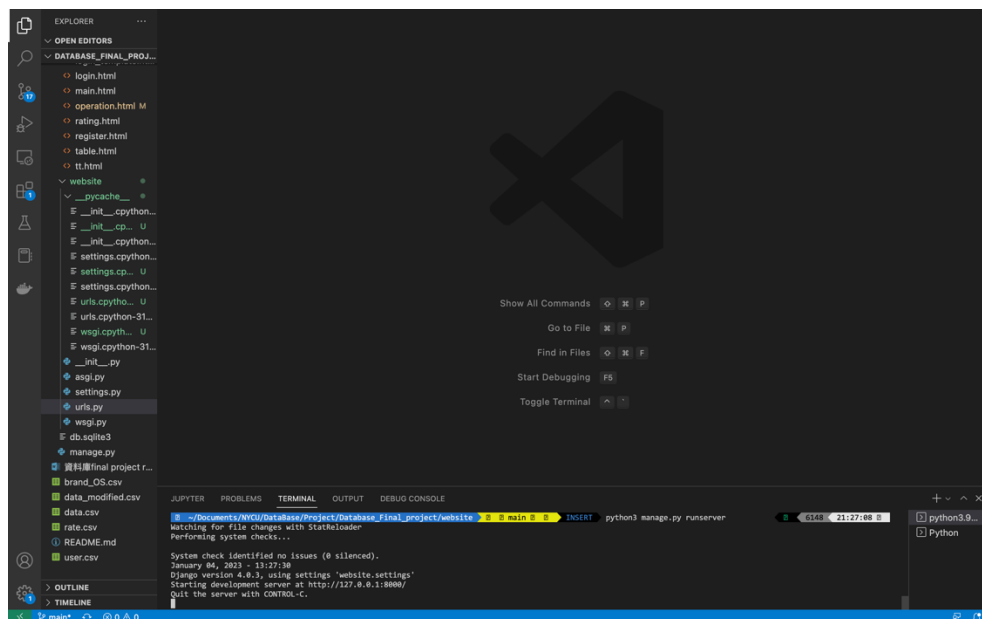 EXPLORER
OPEN EDITORS
DATABASE_FINAL_PROJ...
login.html
main.html
operation.html M
rating.html
register.html
table.html
tt.html
website
__pycache__
__init__.cpython...
__init__.cp... U
__init__.cpython...
settings.cpython...
settings.cp... U
settings.cpython...
urls.cpytho... U
urls.cpython-31...
wsgi.cpyth... U
wsgi.cpython-31...
__init__.py
asgi.py
settings.py
urls.py
wsgi.py
db.sqlite3
manage.py
資料庫final project r...
brand_OS.csv
data_modified.csv
data.csv
rate.csv
README.md
user.csv
OUTLINE
TIMELINE
17
1
1
main*
0 0
Show All Commands ⇧ ⌘ P
Go to File ⌘ P
Find in Files ⇧ ⌘ F
Start Debugging F5
Toggle Terminal ^ `
JUPYTER PROBLEMS TERMINAL OUTPUT DEBUG CONSOLE
~/Documents/NYCU/DataBase/Project/Database_Final_project/website main INSERT python3 manage.py runserver 6148 21:27:08
Watching for file changes with StatReloader
Performing system checks...
System check identified no issues (0 silenced).
January 04, 2023 - 13:27:30
Django version 4.0.3, using settings 'website.settings'
Starting development server at http://127.0.0.1:8000/
Quit the server with CONTROL-C.
python3.9...
Python